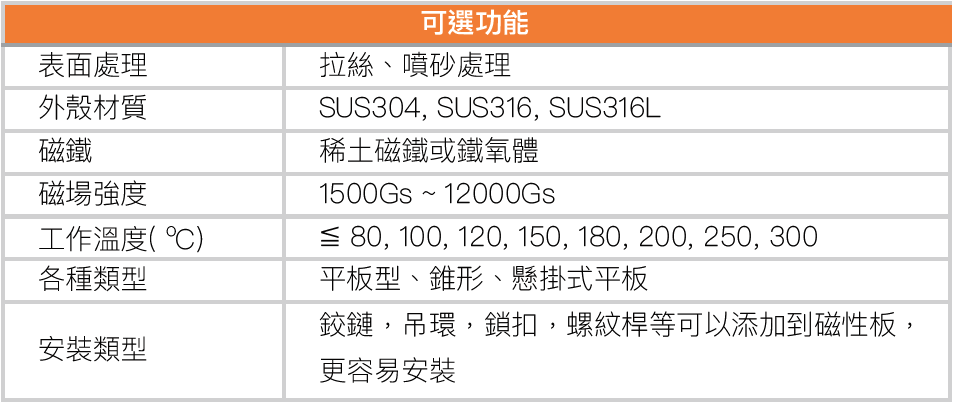 可選功能
表面處理 拉絲、噴砂處理
外殼材質 SUS304, SUS316, SUS316L
磁鐵 稀土磁鐵或鐵氧體
磁場強度 1500Gs ~ 12000Gs
工作溫度( ºC) ≦ 80, 100, 120, 150, 180, 200, 250, 300
各種類型 平板型、錐形、懸掛式平板
安裝類型 鉸鏈，吊環，鎖扣，螺紋桿等可以添加到磁性板，
更容易安裝